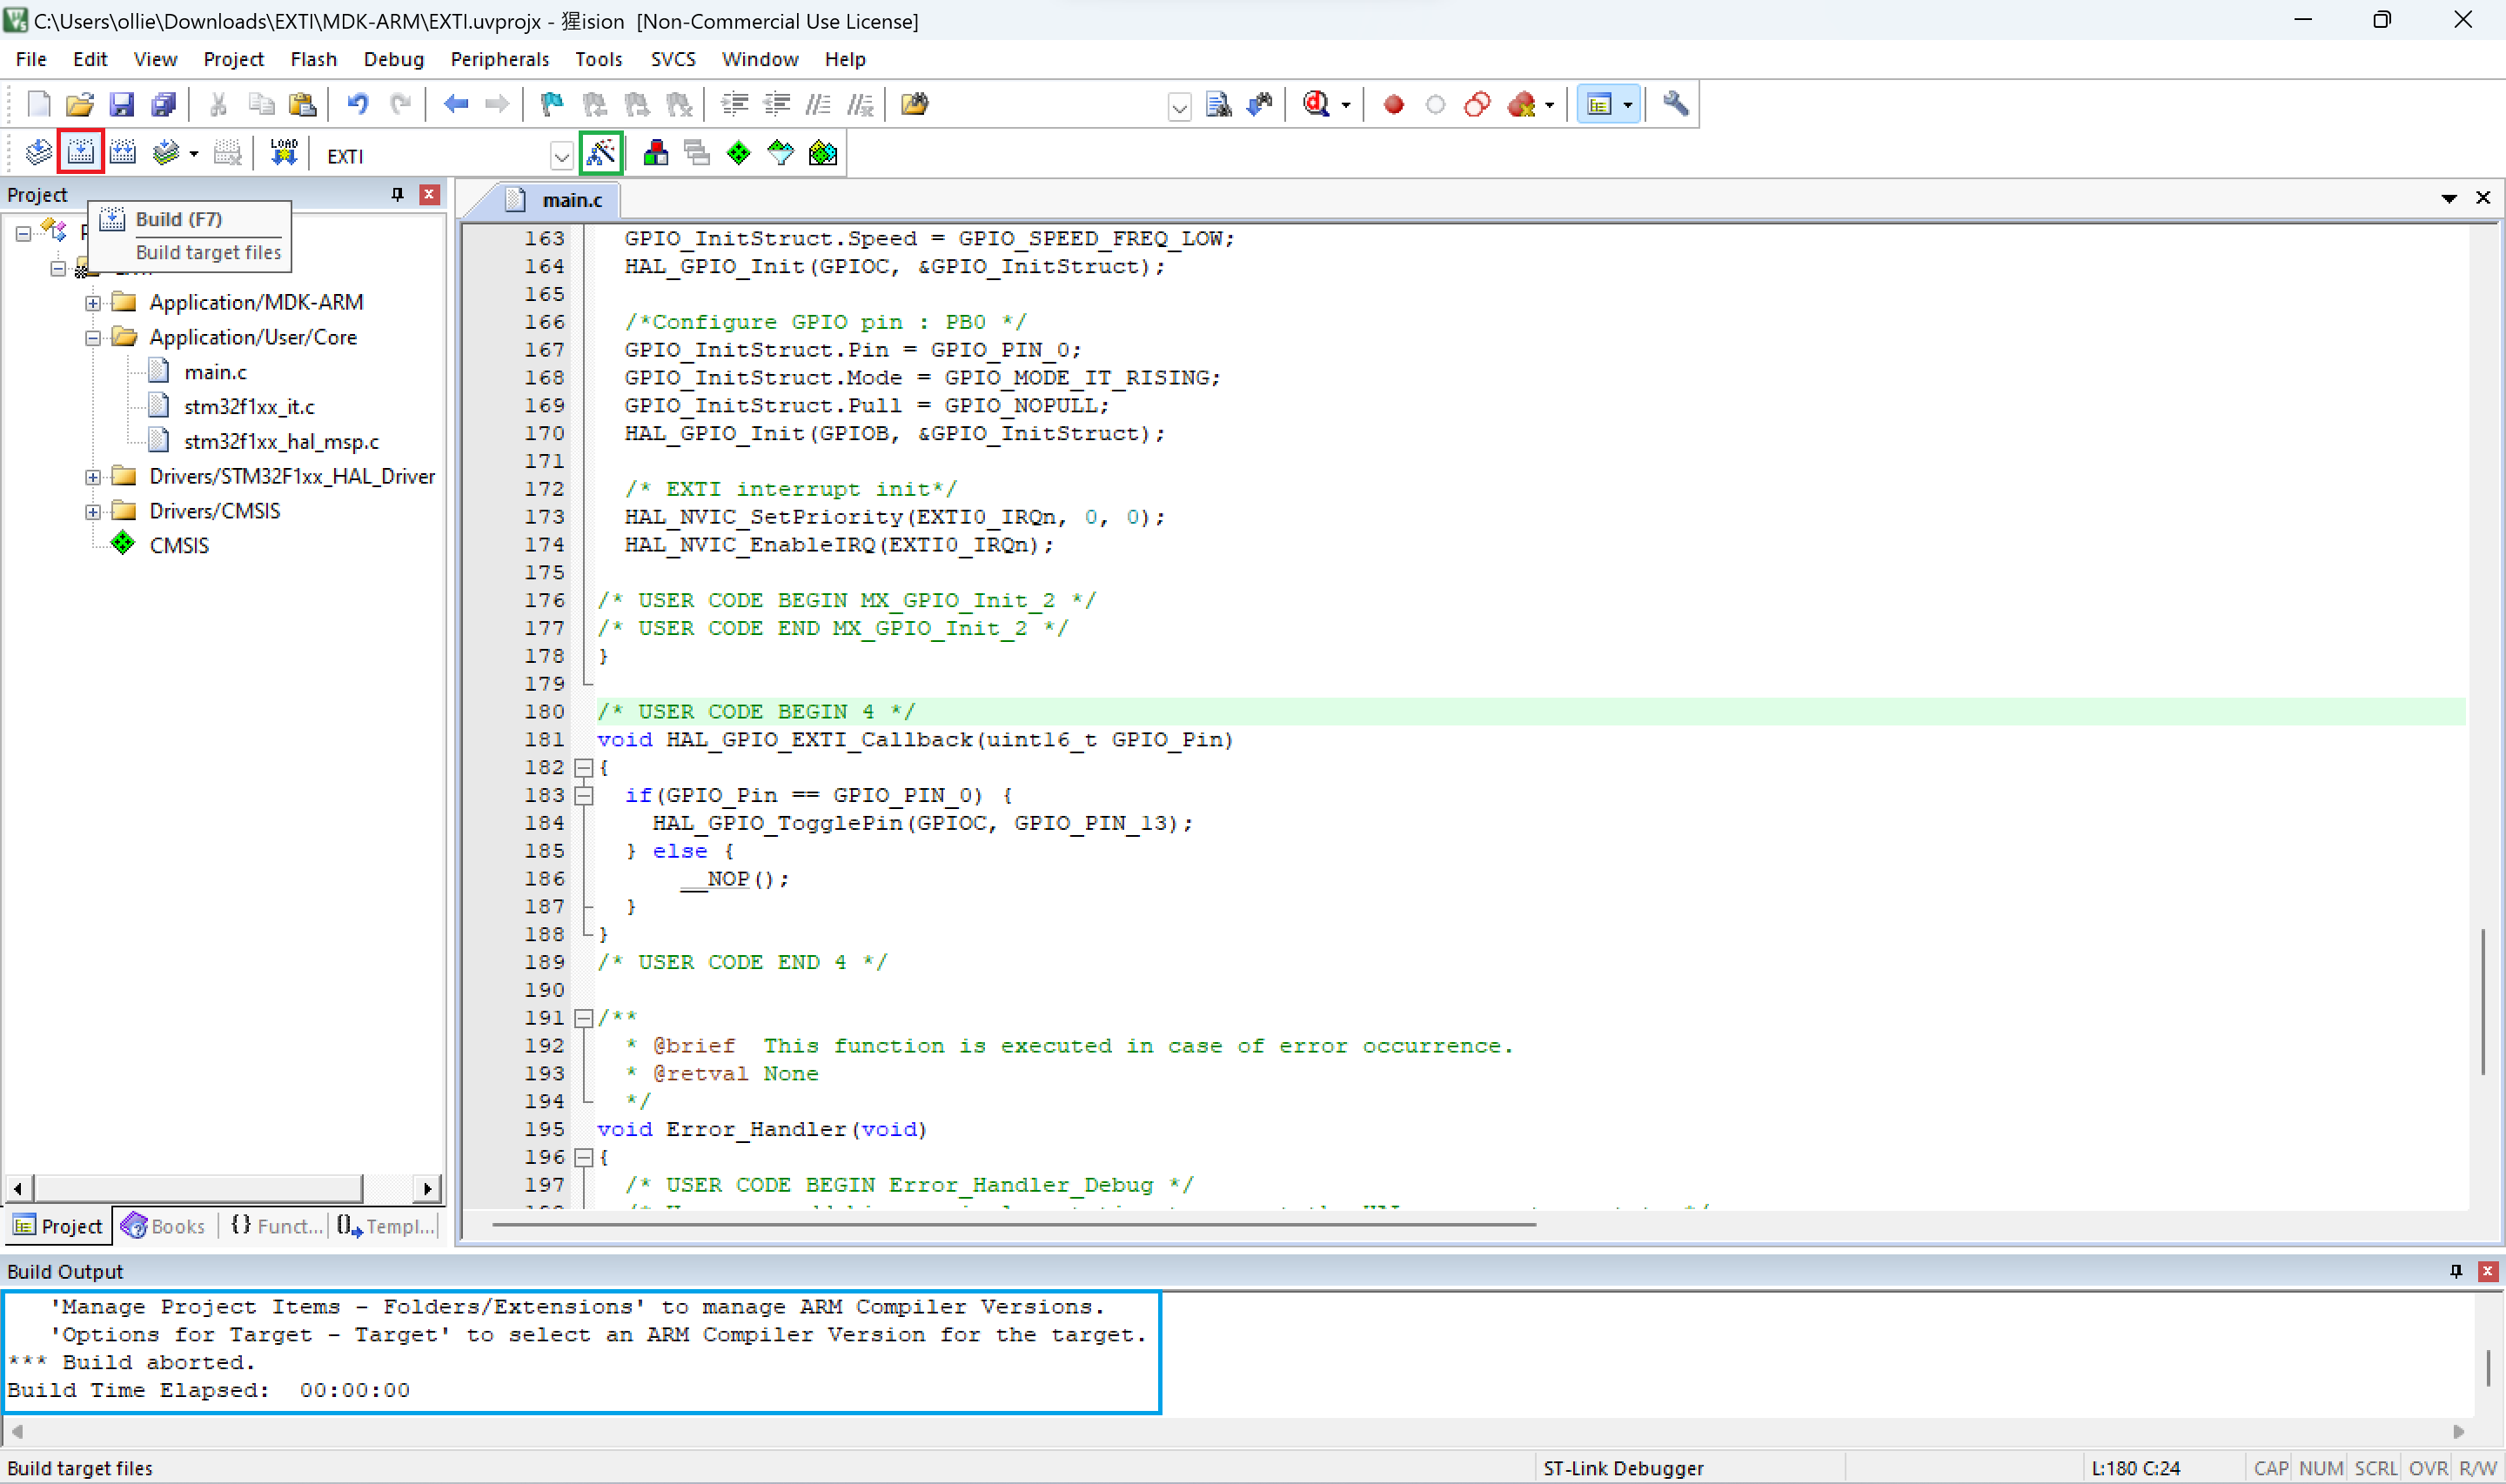 C:\Users\ollie\Downloads\EXTI\MDK-ARM\EXTI.uvprojx - 猩ision [Non-Commercial Use License]
File Edit View Project Flash Debug Peripherals Tools SVCS Window Help
LOAD EXTI
Project
main.c
Build (F7)
Build target files
Application/MDK-ARM
Application/User/Core
main.c
stm32f1xx_it.c
stm32f1xx_hal_msp.c
Drivers/STM32F1xx_HAL_Driver
Drivers/CMSIS
CMSIS
163 GPIO_InitStruct.Speed = GPIO_SPEED_FREQ_LOW;
164 HAL_GPIO_Init(GPIOC, &GPIO_InitStruct);
165
166 /*Configure GPIO pin : PB0 */
167 GPIO_InitStruct.Pin = GPIO_PIN_0;
168 GPIO_InitStruct.Mode = GPIO_MODE_IT_RISING;
169 GPIO_InitStruct.Pull = GPIO_NOPULL;
170 HAL_GPIO_Init(GPIOB, &GPIO_InitStruct);
171
172 /* EXTI interrupt init*/
173 HAL_NVIC_SetPriority(EXTI0_IRQn, 0, 0);
174 HAL_NVIC_EnableIRQ(EXTI0_IRQn);
175
176 /* USER CODE BEGIN MX_GPIO_Init_2 */
177 /* USER CODE END MX_GPIO_Init_2 */
178 }
179
180 /* USER CODE BEGIN 4 */
181 void HAL_GPIO_EXTI_Callback(uint16_t GPIO_Pin)
182 {
183 if(GPIO_Pin == GPIO_PIN_0) {
184 HAL_GPIO_TogglePin(GPIOC, GPIO_PIN_13);
185 } else {
186 __NOP();
187 }
188 }
189 /* USER CODE END 4 */
190
191 /**
192 * @brief This function is executed in case of error occurrence.
193 * @retval None
194 */
195 void Error_Handler(void)
196 {
197 /* USER CODE BEGIN Error_Handler_Debug */
Project Books {} Funct... Templ...
Build Output
'Manage Project Items - Folders/Extensions' to manage ARM Compiler Versions.
'Options for Target - Target' to select an ARM Compiler Version for the target.
*** Build aborted.
Build Time Elapsed: 00:00:00
Build target files ST-Link Debugger L:180 C:24 CAP NUM SCRL OVR R/W